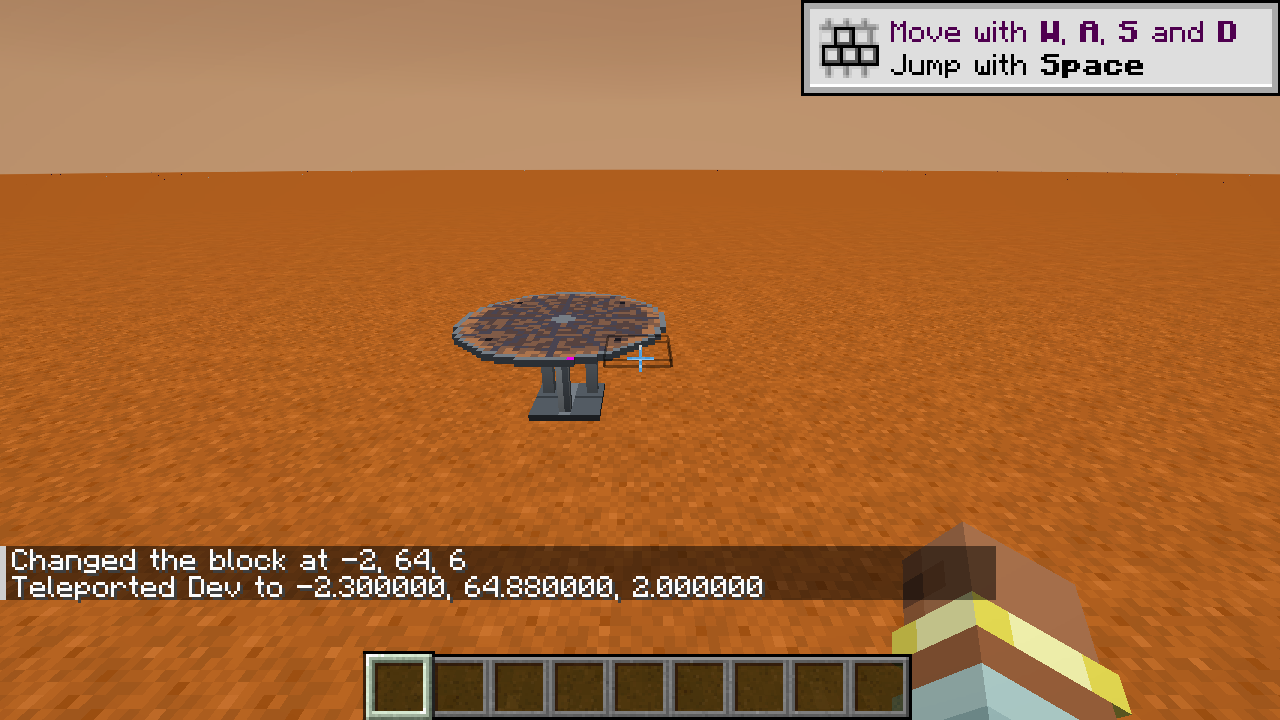 Move with W, A, S and D
Jump with Space
Changed the block at -2, 64, 6
Teleported Dev to -2.300000, 64.880000, 2.000000